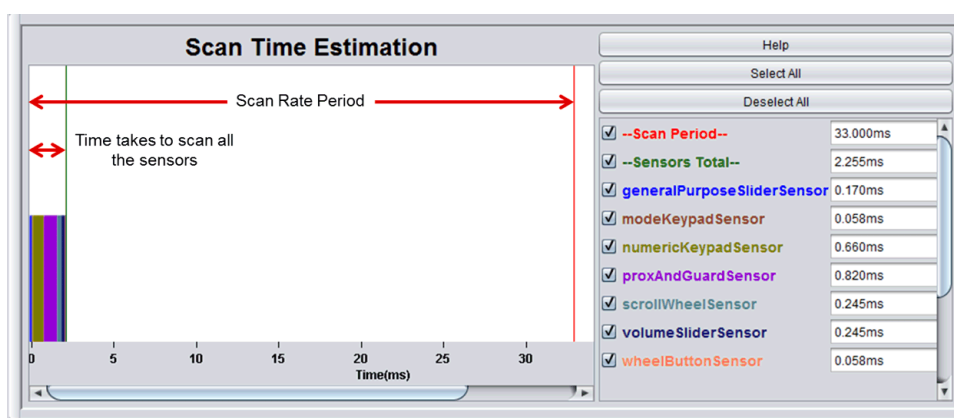 Scan Time Estimation
Scan Rate Period
Time takes to scan all
the sensors
0 5 10 15 20 25 30
Time(ms)
Help
Select All
Deselect All
--Scan Period-- 33.000ms
--Sensors Total-- 2.255ms
generalPurposeSliderSensor 0.170ms
modeKeypadSensor 0.058ms
numericKeypadSensor 0.660ms
proxAndGuardSensor 0.820ms
scrollWheelSensor 0.245ms
volumeSliderSensor 0.245ms
wheelButtonSensor 0.058ms